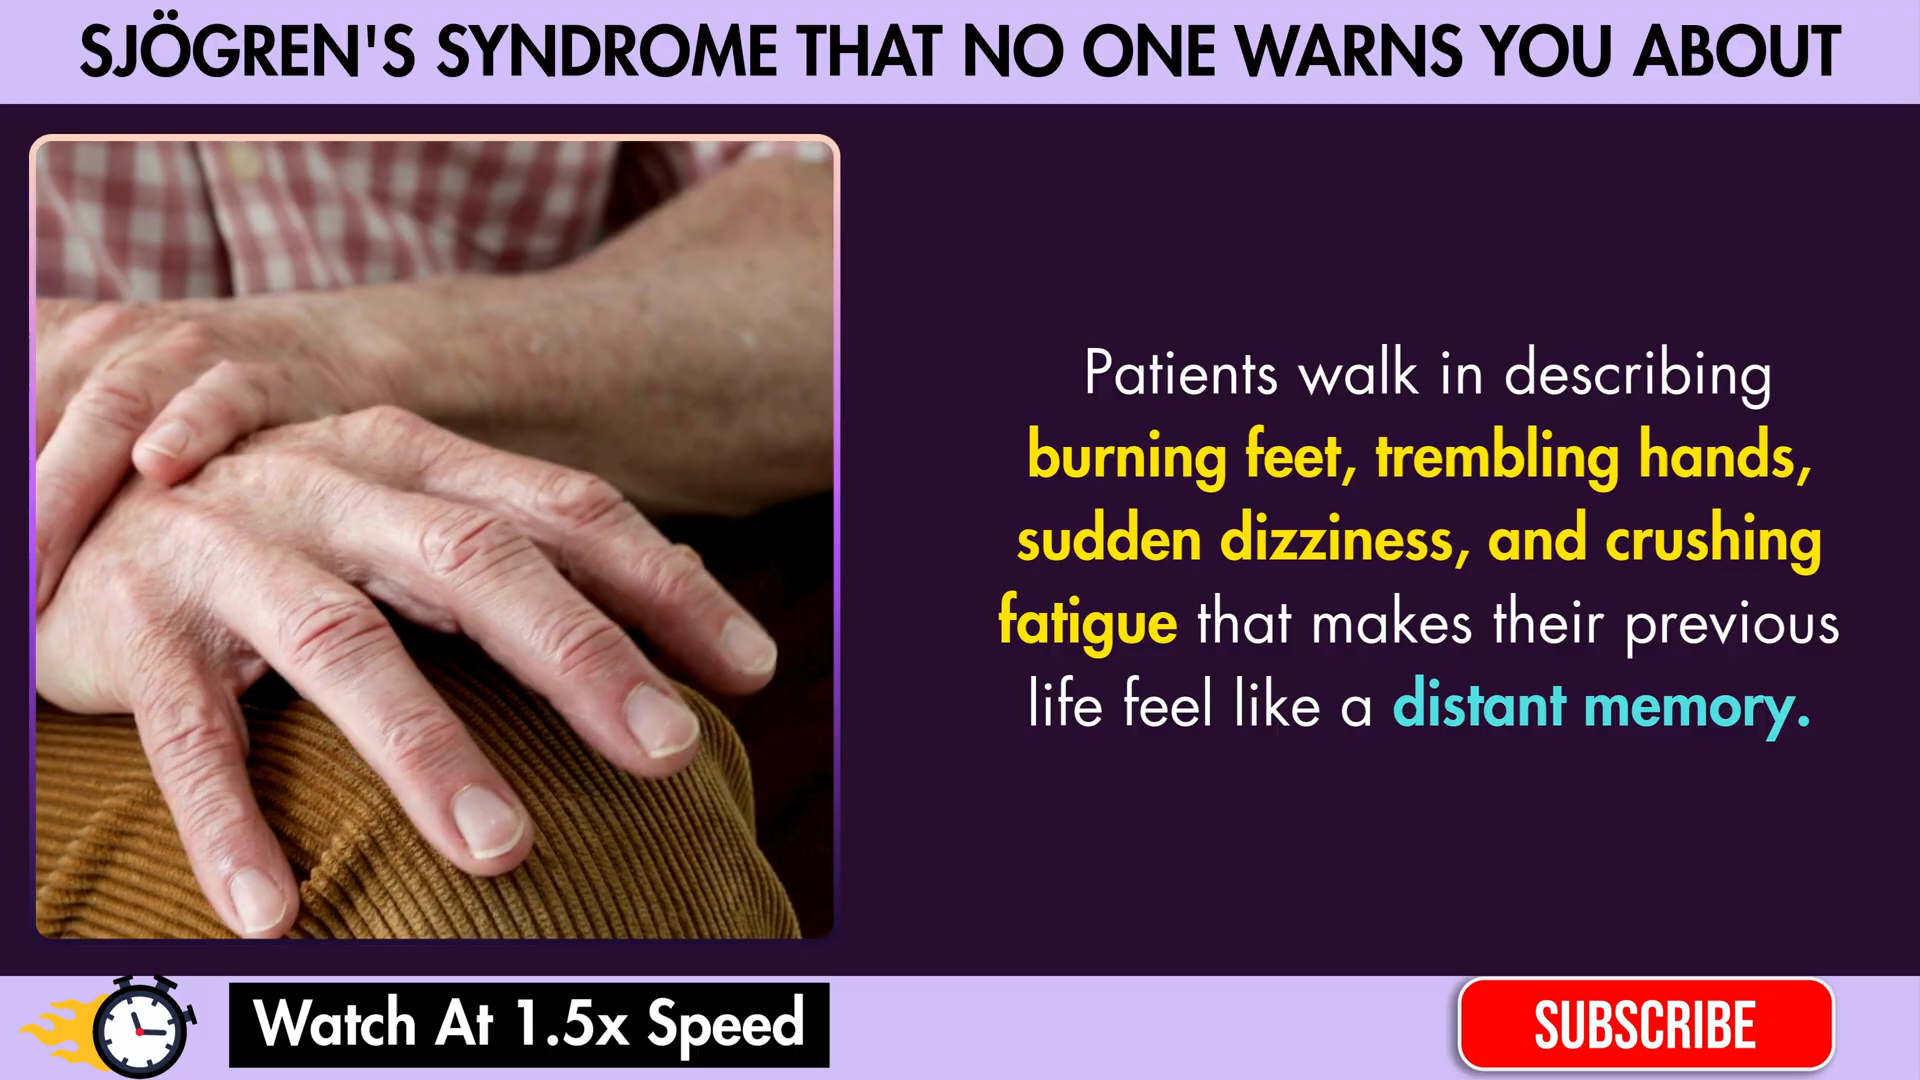 SJÖGREN'S SYNDROME THAT NO ONE WARNS YOU ABOUT
Patients walk in describing
burning feet, trembling hands,
sudden dizziness, and crushing
fatigue that makes their previous
life feel like a distant memory.
Watch At 1.5x Speed
SUBSCRIBE